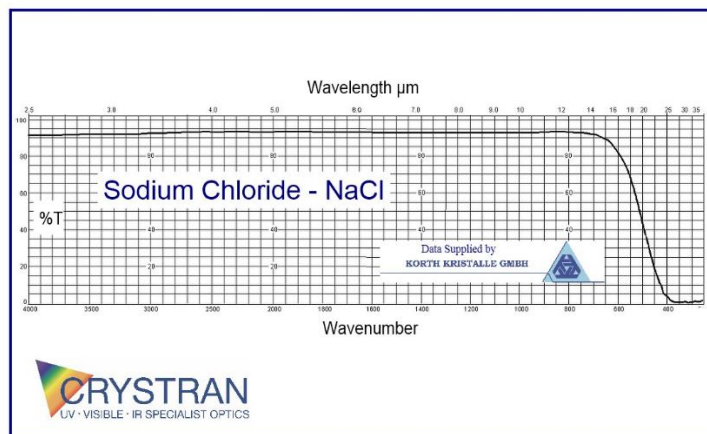 Wavelength µm
2.5 3.0 4.0 5.0 6.0 7.0 8.0 9.0 10 12 14 16 18 20 25 30 35
100
80 80 80 80
Sodium Chloride - NaCl
60 60
%T
40 40 40 40
Data Supplied by
KORTH KRISTALLE GMBH
20 20 20
0
4000 3500 3000 2500 2000 1800 1600 1400 1200 1000 800 600 400
Wavenumber
CRYSTRAN
UV · VISIBLE · IR SPECIALIST OPTICS